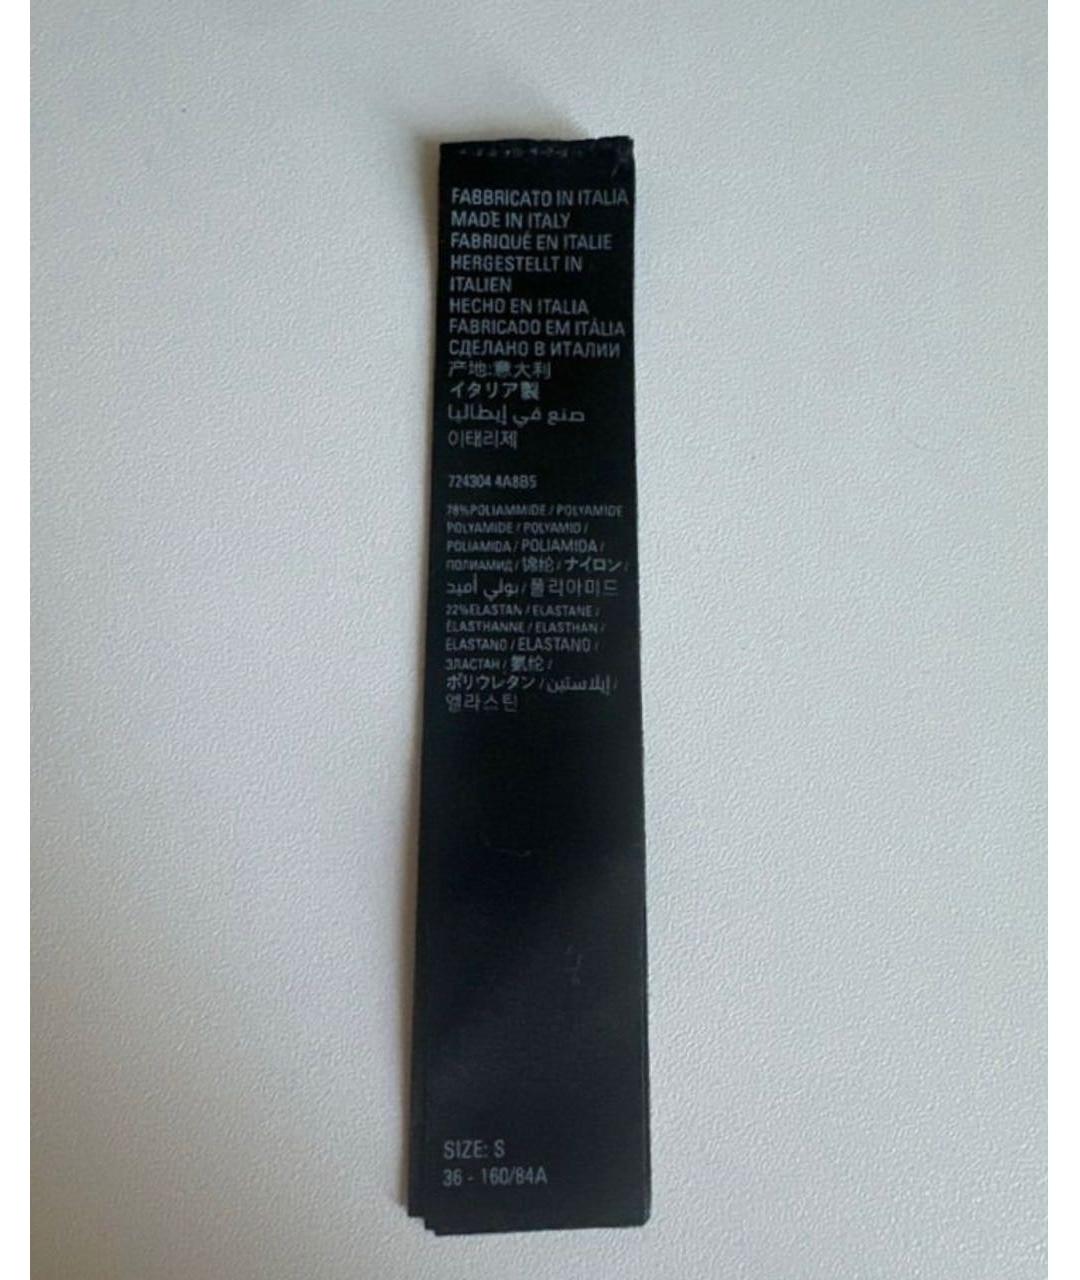 FABBRICATO IN ITALIA
MADE IN ITALY
FABRIQUÉ EN ITALIE
HERGESTELLT IN
ITALIEN
HECHO EN ITALIA
FABRICADO EM ITÁLIA
СДЕЛАНО В ИТАЛИИ
产地:意大利
イタリア製
صنع في إيطاليا
이태리제
724304 4A8B5
78%POLIAMMIDE / POLYAMIDE
POLYAMIDE / POLYAMID /
POLIAMIDA / POLIAMIDA /
ПОЛИАМИД / 锦纶 / ナイロン /
بولي أميد / 폴리아미드
22%ELASTAN / ELASTANE /
ÉLASTHANNE / ELASTHAN /
ELASTANO / ELASTANO /
ЭЛАСТАН / 氨纶 /
ポリウレタン / إيلاستين /
엘라스틴
SIZE: S
36 - 160/84A